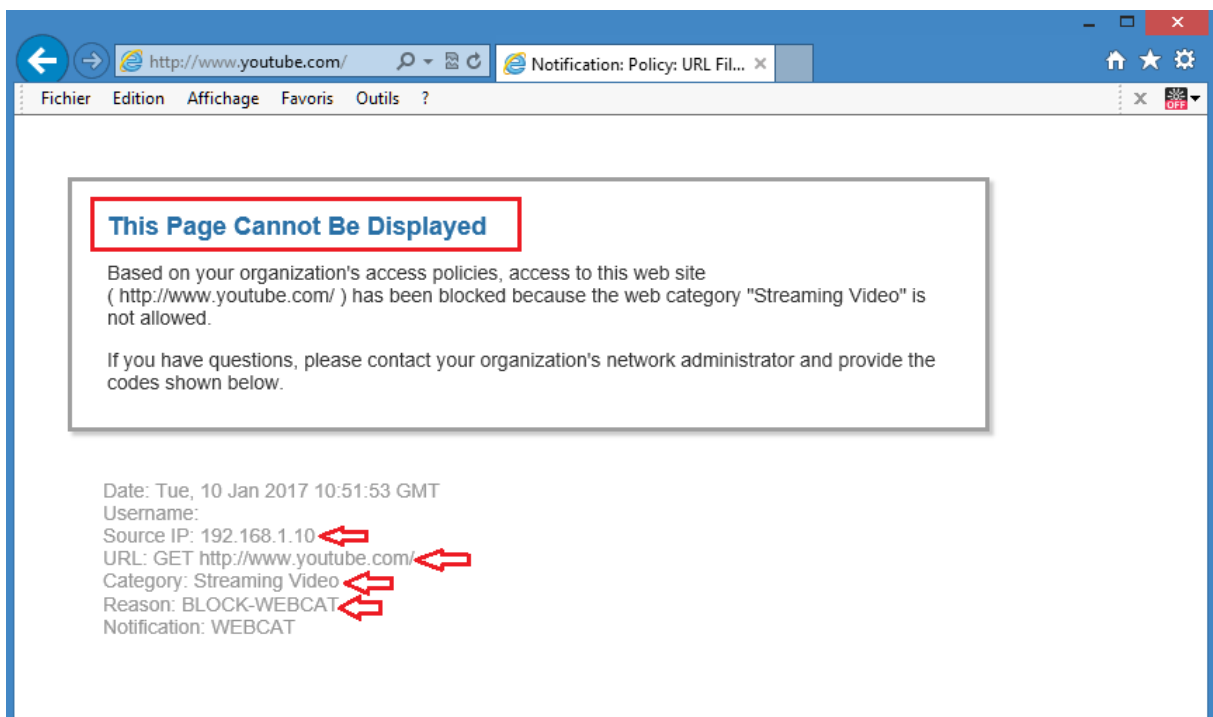 http://www.youtube.com/
Notification: Policy: URL Fil...
Fichier Edition Affichage Favoris Outils ?
OFF
This Page Cannot Be Displayed
Based on your organization's access policies, access to this web site
( http://www.youtube.com/ ) has been blocked because the web category "Streaming Video" is
not allowed.
If you have questions, please contact your organization's network administrator and provide the
codes shown below.
Date: Tue, 10 Jan 2017 10:51:53 GMT
Username:
Source IP: 192.168.1.10
URL: GET http://www.youtube.com/
Category: Streaming Video
Reason: BLOCK-WEBCAT
Notification: WEBCAT